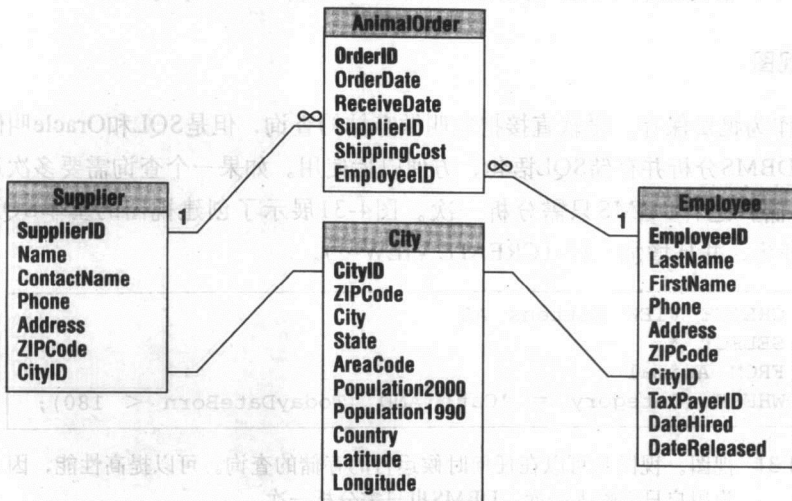 AnimalOrder
OrderID
OrderDate
ReceiveDate
SupplierID
ShippingCost
EmployeeID
∞
∞
Supplier
1
SupplierID
Name
ContactName
Phone
Address
ZIPCode
CityID
City
CityID
ZIPCode
City
State
AreaCode
Population2000
Population1990
Country
Latitude
Longitude
Employee
1
EmployeeID
LastName
FirstName
Phone
Address
ZIPCode
CityID
TaxPayerID
DateHired
DateReleased